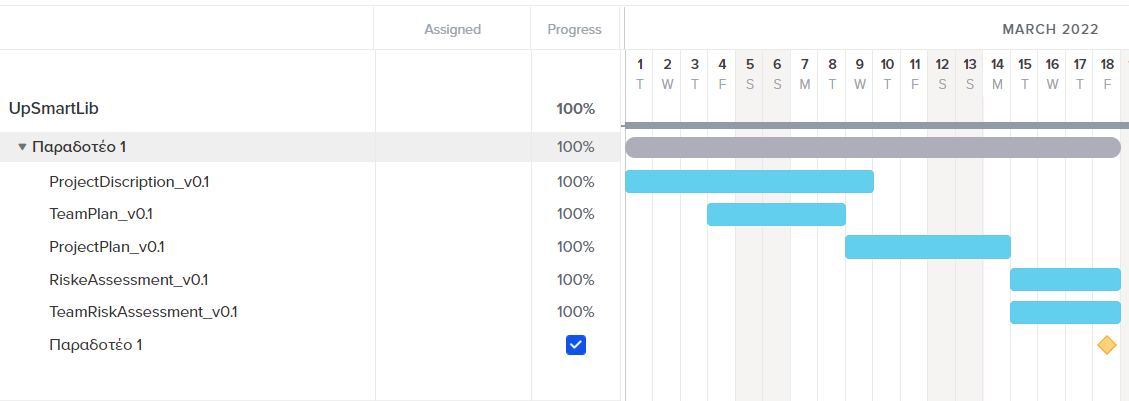 Assigned Progress MARCH 2022
1 2 3 4 5 6 7 8 9 10 11 12 13 14 15 16 17 18
T W T F S S M T W T F S S M T W T F
UpSmartLib 100%
Παραδοτέο 1 100%
ProjectDiscription_v0.1 100%
TeamPlan_v0.1 100%
ProjectPlan_v0.1 100%
RiskeAssessment_v0.1 100%
TeamRiskAssessment_v0.1 100%
Παραδοτέο 1